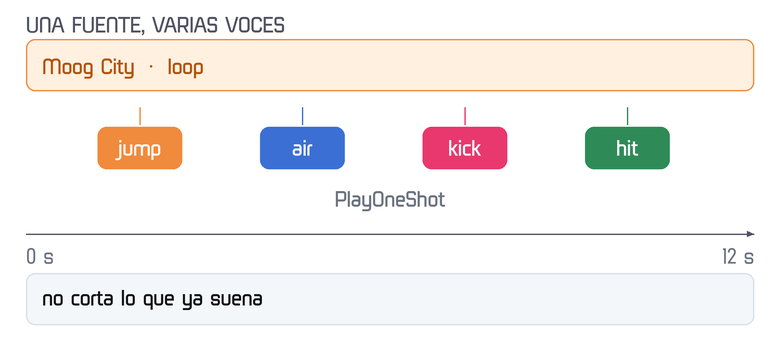 UNA FUENTE, VARIAS VOCES
Moog City · loop
jump air kick hit
PlayOneShot
0 s 12 s
no corta lo que ya suena